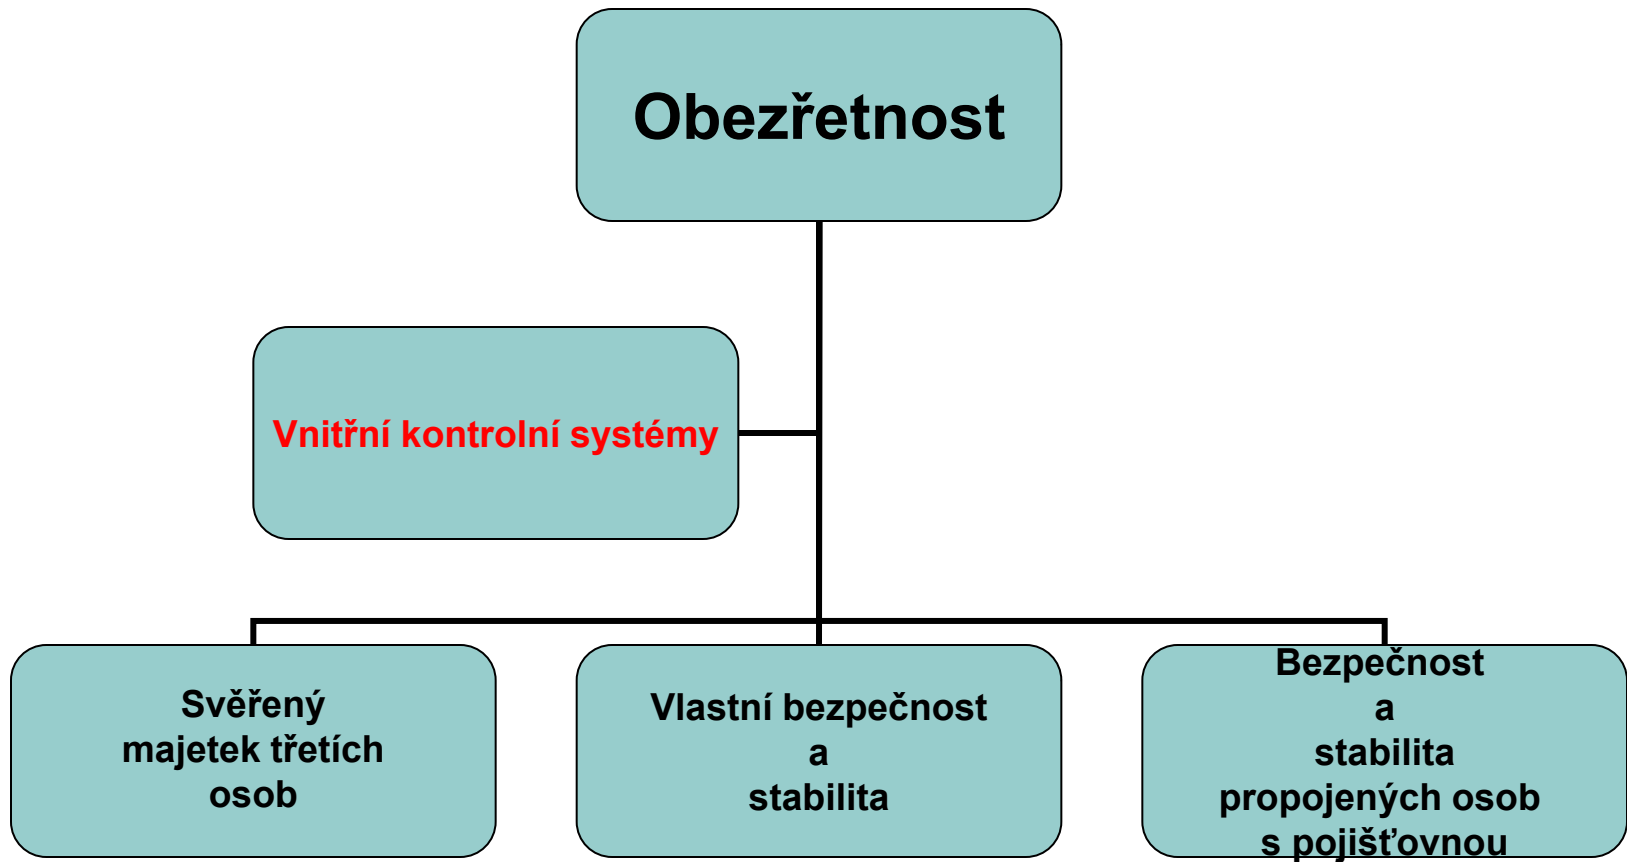 Obezřetnost
Vnitřní kontrolní systémy
Svěřený
majetek třetích
osob
Vlastní bezpečnost
a
stabilita
Bezpečnost
a
stabilita
propojených osob
s pojišťovnou